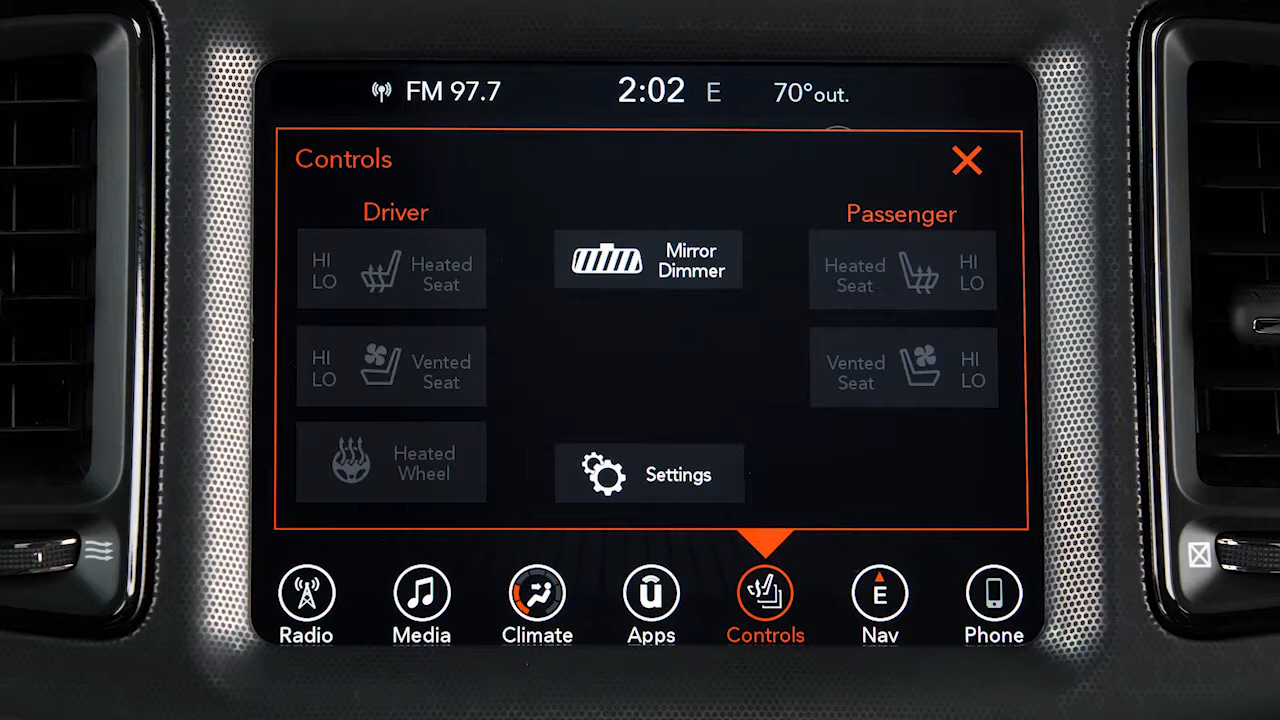 FM 97.7
2:02 E
70° out.
Controls
Driver
Passenger
HI
LO
Heated
Seat
Mirror
Dimmer
Heated
Seat
HI
LO
HI
LO
Vented
Seat
Vented
Seat
HI
LO
Heated
Wheel
Settings
E
Radio
Media
Climate
Apps
Controls
Nav
Phone